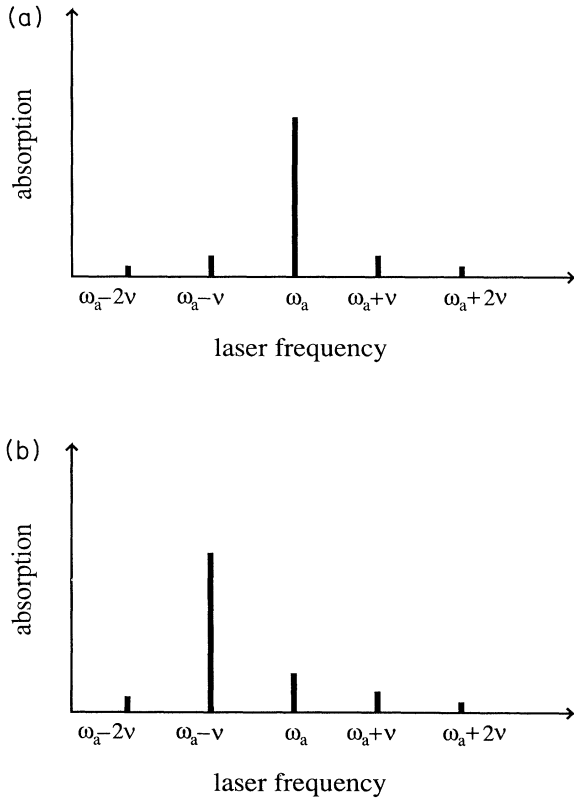 (a)
absorption
ωₐ−2ν ωₐ−ν ωₐ ωₐ+ν ωₐ+2ν
laser frequency
(b)
absorption
ωₐ−2ν ωₐ−ν ωₐ ωₐ+ν ωₐ+2ν
laser frequency